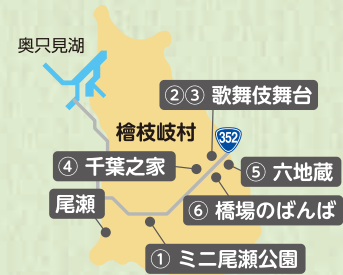 奥只見湖
②③ 歌舞伎舞台
檜枝岐村
352
④ 千葉之家
⑤ 六地蔵
尾瀬
⑥ 橋場のばんば
① ミニ尾瀬公園